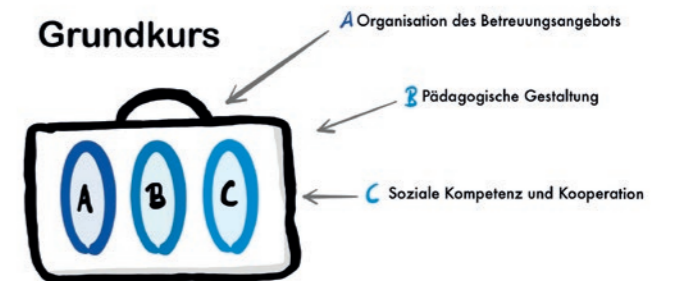 Grundkurs
A Organisation des Betreuungsangebots
B Pädagogische Gestaltung
C Soziale Kompetenz und Kooperation
A B C